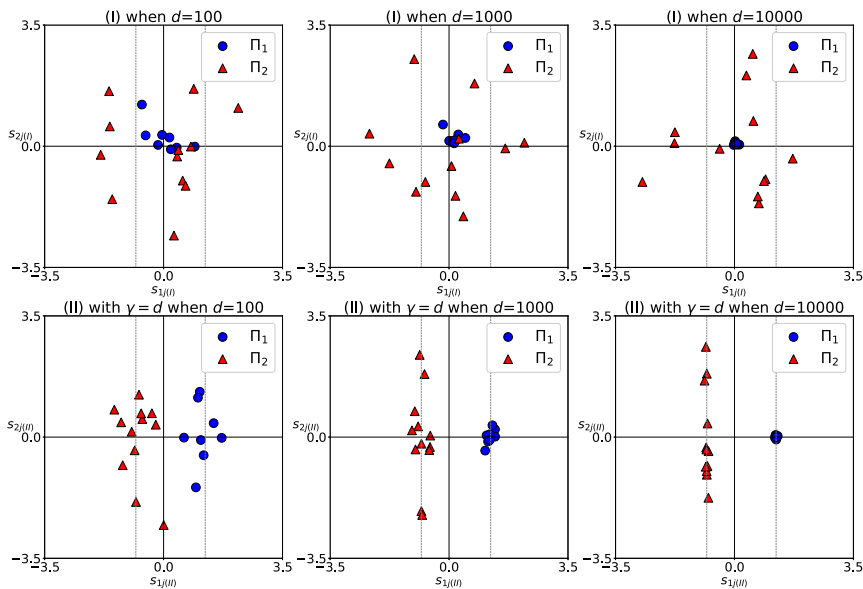 (I) when d=100
(I) when d=1000
(I) when d=10000
3.5
Π1
Π2
s2j(I)
0.0
−3.5
−3.5
0.0
3.5
s1j(I)
3.5
Π1
Π2
s2j(I)
0.0
−3.5
−3.5
0.0
3.5
s1j(I)
3.5
Π1
Π2
s2j(I)
0.0
−3.5
−3.5
0.0
3.5
s1j(I)
(II) with γ = d when d=100
(II) with γ = d when d=1000
(II) with γ = d when d=10000
3.5
Π1
Π2
s2j(II)
0.0
−3.5
−3.5
0.0
3.5
s1j(II)
3.5
Π1
Π2
s2j(II)
0.0
−3.5
−3.5
0.0
3.5
s1j(II)
3.5
Π1
Π2
s2j(II)
0.0
−3.5
−3.5
0.0
3.5
s1j(II)